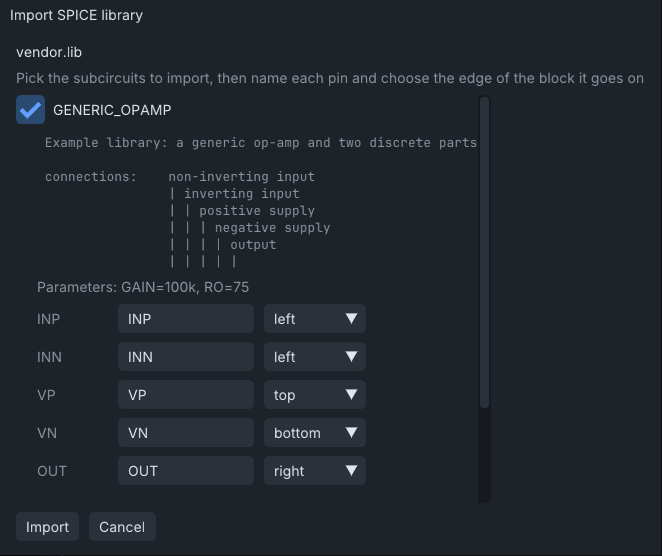 Import SPICE library
vendor.lib
Pick the subcircuits to import, then name each pin and choose the edge of the block it goes on
GENERIC_OPAMP
Example library: a generic op-amp and two discrete parts
connections:    non-inverting input
| inverting input
| | positive supply
| | | negative supply
| | | | output
| | | | |
Parameters: GAIN=100k, RO=75
INP INP left ▼
INN INN left ▼
VP VP top ▼
VN VN bottom ▼
OUT OUT right ▼
Import Cancel